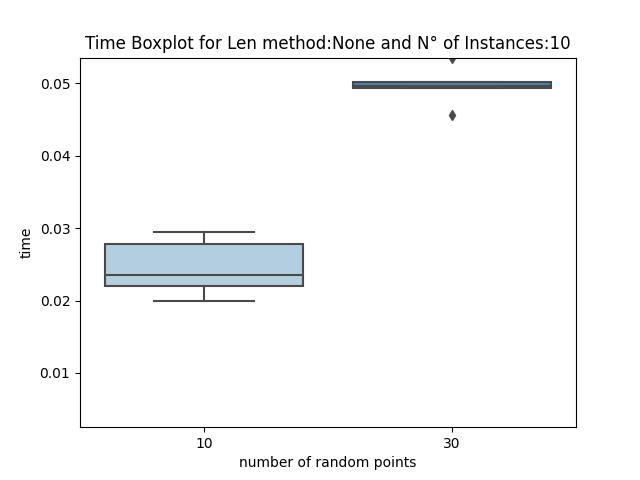 Time Boxplot for Len method:None and N° of Instances:10
0.05
0.04
0.03
0.02
0.01
time
10 30
number of random points